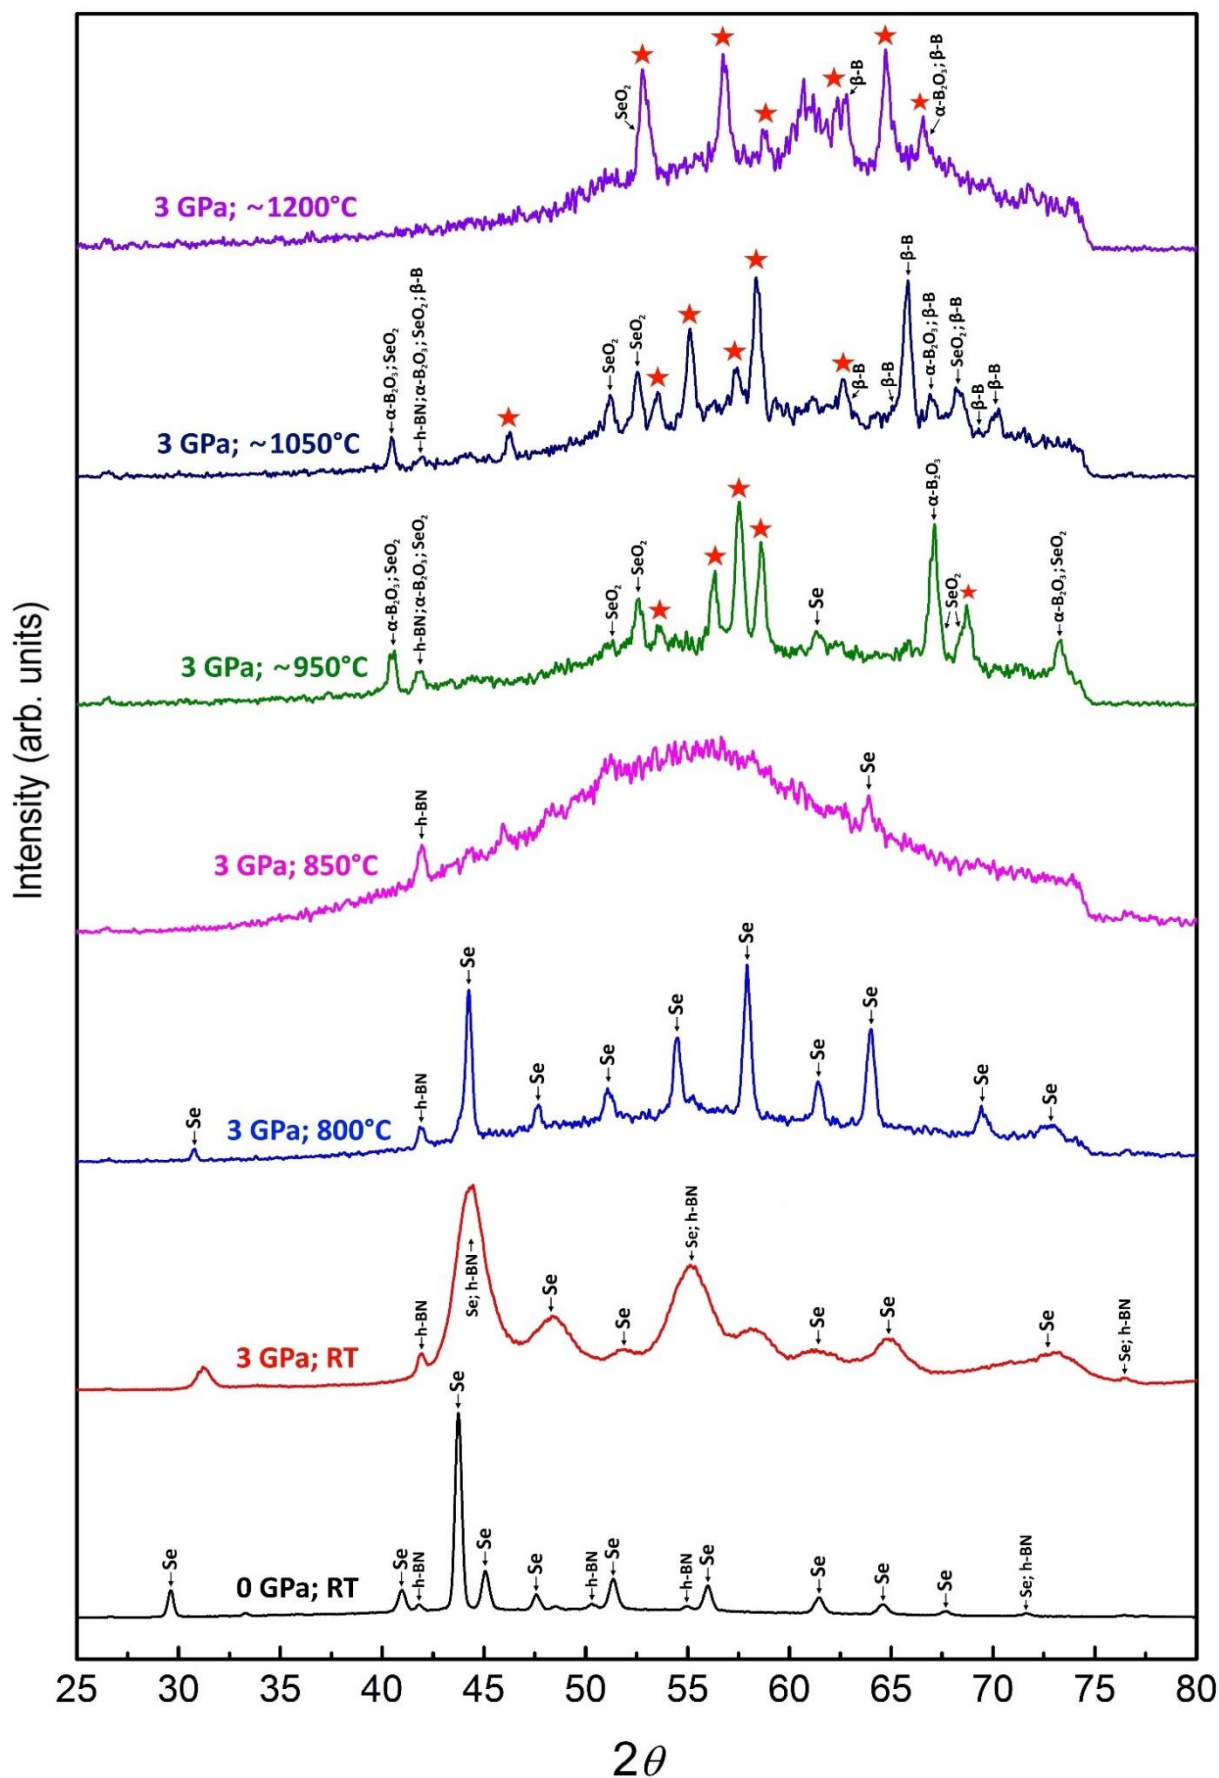 SeO₂
β-B
α-B₂O₃; β-B
3 GPa; ~1200°C
α-B₂O₃; SeO₂
h-BN; α-B₂O₃; SeO₂; β-B
SeO₂
SeO₂
β-B
β-B
β-B
α-B₂O₃; β-B
SeO₂; β-B
β-B
β-B
3 GPa; ~1050°C
α-B₂O₃; SeO₂
h-BN; α-B₂O₃; SeO₂
SeO₂
SeO₂
Se
α-B₂O₃
SeO₂
α-B₂O₃; SeO₂
3 GPa; ~950°C
h-BN
Se
3 GPa; 850°C
Se
h-BN
Se
Se
Se
Se
Se
Se
Se
Se
Se
3 GPa; 800°C
h-BN
Se; h-BN
Se
Se
Se; h-BN
Se
Se
Se
Se; h-BN
3 GPa; RT
Se
Se
h-BN
Se
Se
Se
h-BN
Se
h-BN
Se
Se
Se
Se
Se; h-BN
0 GPa; RT
Intensity (arb. units)
25 30 35 40 45 50 55 60 65 70 75 80
2θ